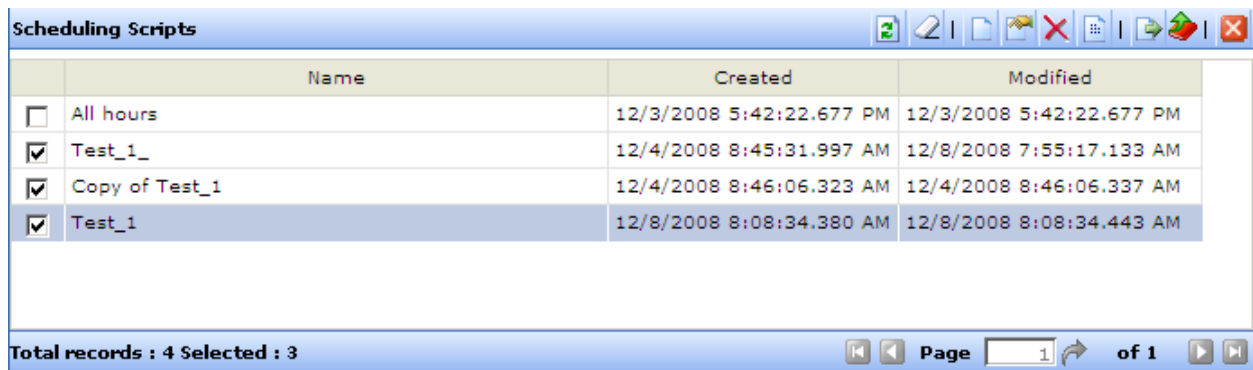 Scheduling Scripts
Name Created Modified
All hours 12/3/2008 5:42:22.677 PM 12/3/2008 5:42:22.677 PM
Test_1_ 12/4/2008 8:45:31.997 AM 12/8/2008 7:55:17.133 AM
Copy of Test_1 12/4/2008 8:46:06.323 AM 12/4/2008 8:46:06.337 AM
Test_1 12/8/2008 8:08:34.380 AM 12/8/2008 8:08:34.443 AM
Total records : 4 Selected : 3 Page 1 of 1